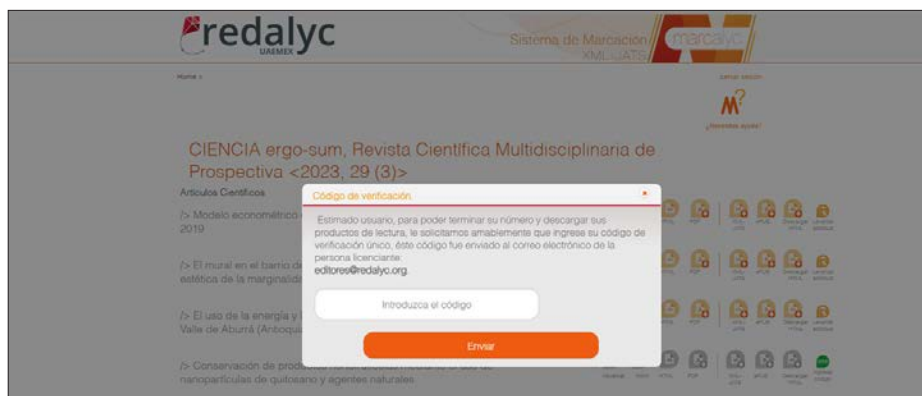 redalyc
UAEMEX
Sistema de Marcación
XML-JATS
marcalyc
Home >
Cerrar sesión
M?
¿Necesitas ayuda?
CIENCIA ergo-sum, Revista Científica Multidisciplinaria de
Prospectiva <2023, 29 (3)>
Artículos Científicos
/> Modelo econométrico
2019
/> El mural en el barrio de
estética de la marginalida
/> El uso de la energía y
Valle de Aburrá (Antoquia
/> Conservación de
nanopartículas de quitosano y agentes naturales
Código de verificación
Estimado usuario, para poder terminar su número y descargar sus
productos de lectura, le solicitamos amablemente que ingrese su código de
verificación único, éste código fue enviado al correo electrónico de la
persona licenciante:
editores@redalyc.org.
Introduzca el código
Enviar